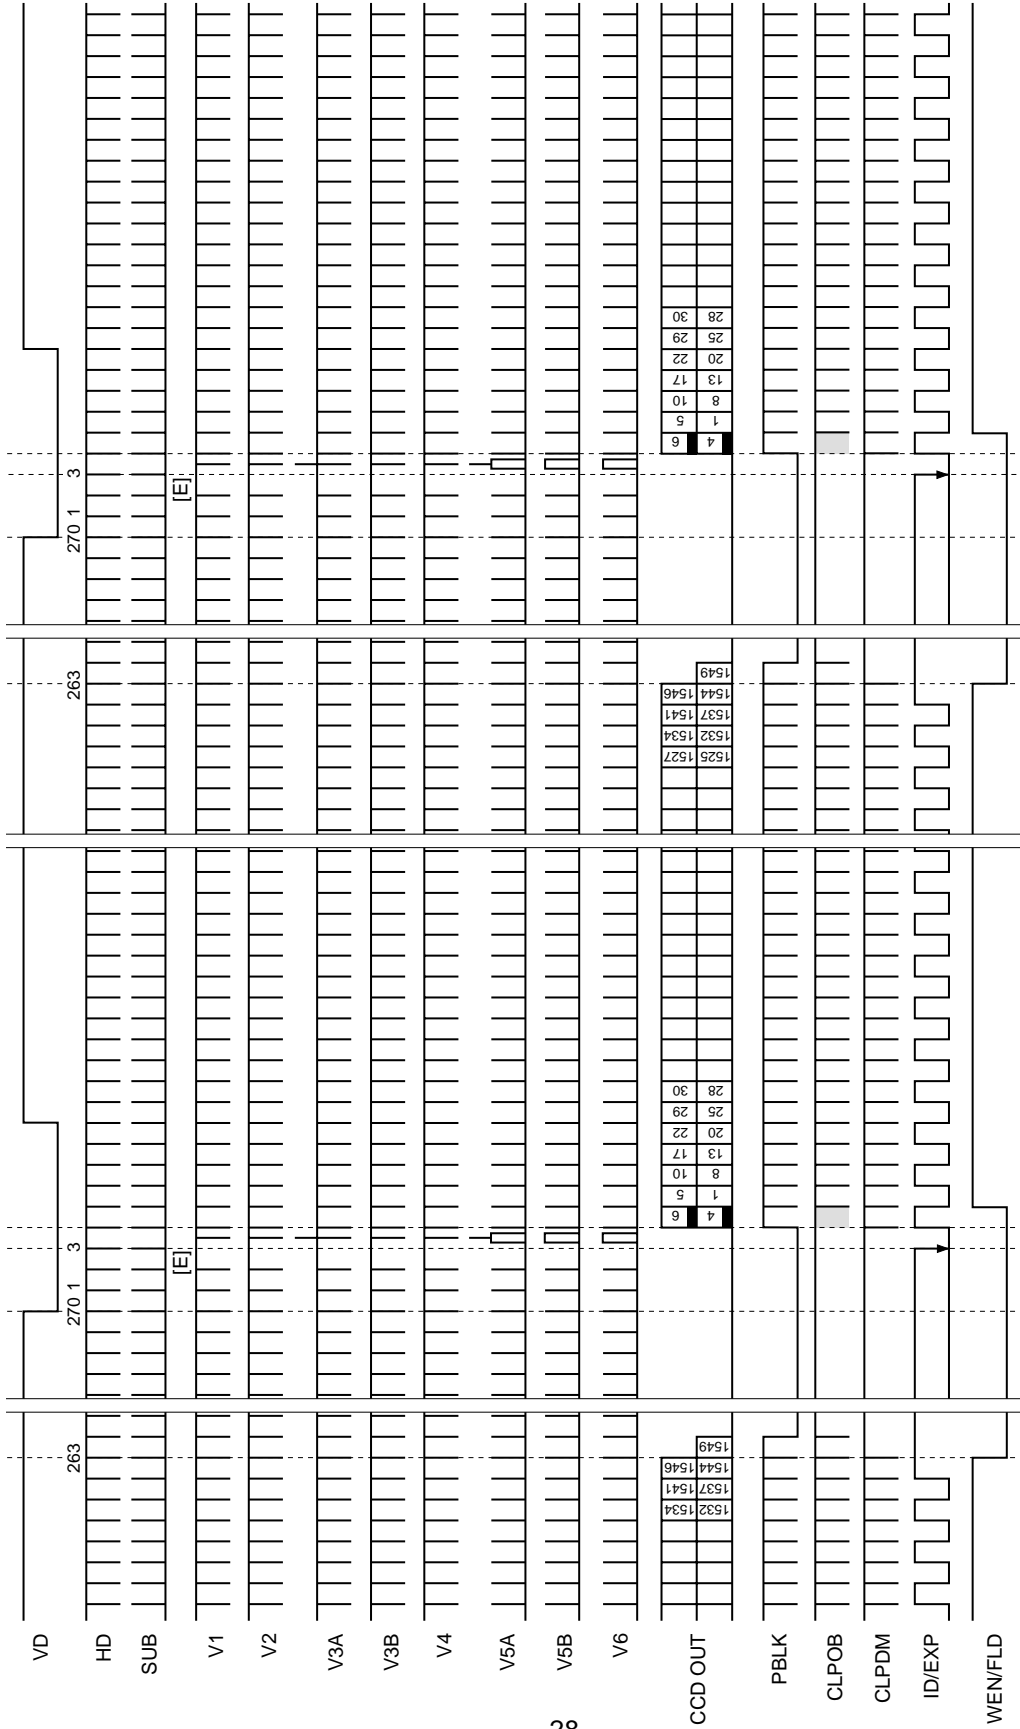 VD
263 270 1 3 263 270 1 3
HD
SUB
[E] [E]
V1
V2
V3A
V3B
V4
V5A
V5B
V6
CCD OUT
1534 1541 1546 6 5 10 17 22 29 30 1527 1534 1541 1546 6 5 10 17 22 29 30
1532 1537 1544 1549 4 1 8 13 20 25 28 1525 1532 1537 1544 1549 4 1 8 13 20 25 28
PBLK
CLPOB
CLPDM
ID/EXP
WEN/FLD
28